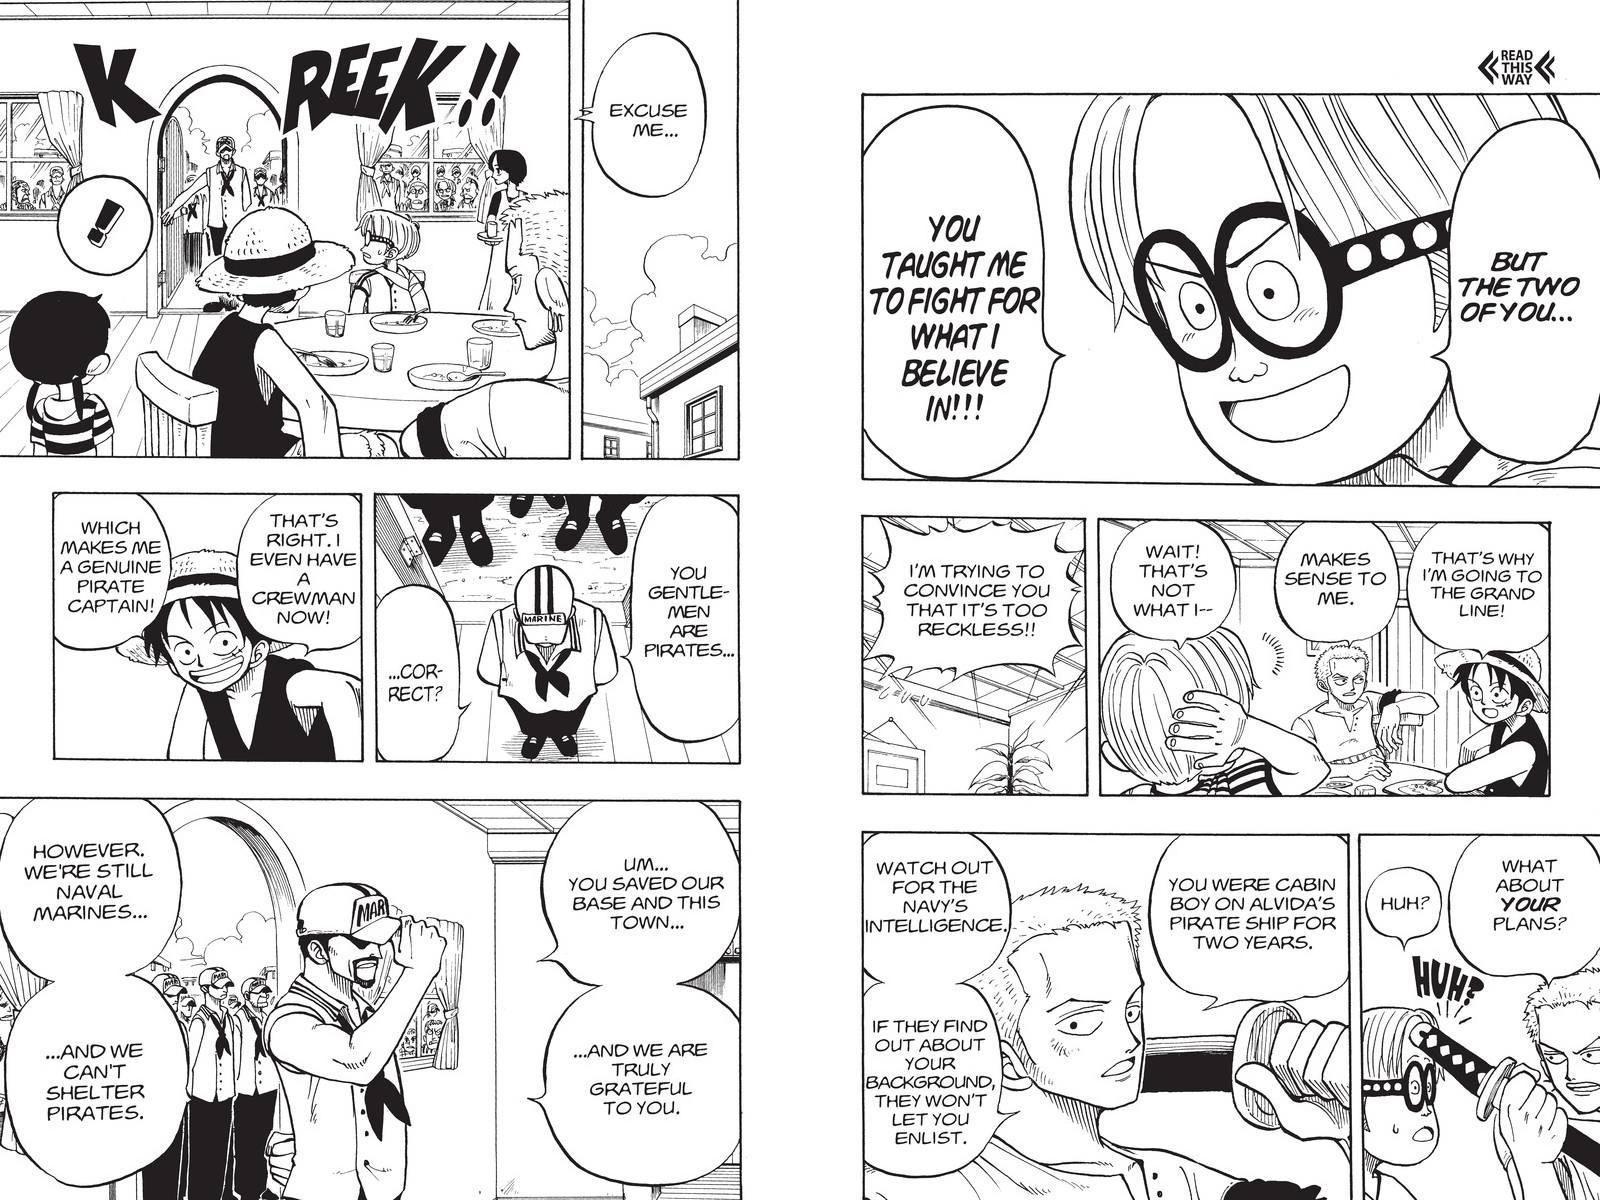 READ
THIS
WAY
BUT
THE TWO
OF YOU...
YOU
TAUGHT ME
TO FIGHT FOR
WHAT I
BELIEVE
IN!!!
THAT'S WHY
I'M GOING TO
THE GRAND
LINE!
MAKES
SENSE TO
ME.
WAIT!
THAT'S
NOT
WHAT I--
I'M TRYING TO
CONVINCE YOU
THAT IT'S TOO
RECKLESS!!
WHAT
ABOUT
YOUR
PLANS?
HUH?
HUH?
YOU WERE CABIN
BOY ON ALVIDA'S
PIRATE SHIP FOR
TWO YEARS.
WATCH OUT
FOR THE
NAVY'S
INTELLIGENCE.
IF THEY FIND
OUT ABOUT
YOUR
BACKGROUND,
THEY WON'T
LET YOU
ENLIST.
EXCUSE
ME...
KREEK!!
!
YOU
GENTLE-
MEN
ARE
PIRATES...
MARINE
...COR-
RECT?
THAT'S
RIGHT. I
EVEN HAVE
A
CREWMAN
NOW!
WHICH
MAKES ME
A GENUINE
PIRATE
CAPTAIN!
UM...
YOU SAVED OUR
BASE AND THIS
TOWN...
...AND WE ARE
TRULY
GRATEFUL
TO YOU.
MAR
MARI
HOWEVER.
WE'RE STILL
NAVAL
MARINES...
...AND WE
CAN'T
SHELTER
PIRATES.